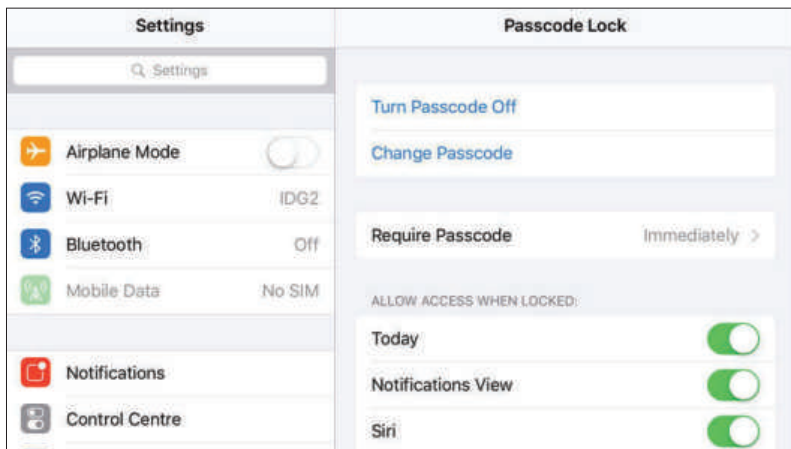 Settings
Settings
Airplane Mode
Wi-Fi IDG2
Bluetooth Off
Mobile Data No SIM
Notifications
Control Centre
Passcode Lock
Turn Passcode Off
Change Passcode
Require Passcode Immediately
ALLOW ACCESS WHEN LOCKED:
Today
Notifications View
Siri